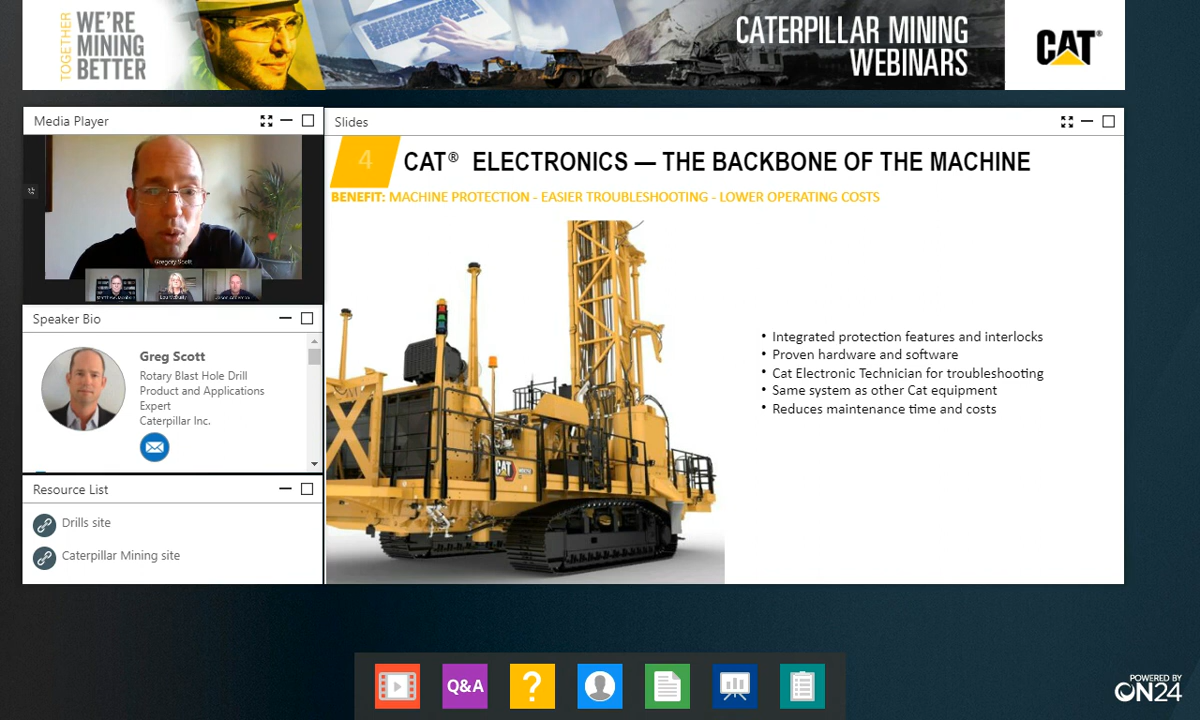 TOGETHER
WE'RE
MINING
BETTER
CATERPILLAR MINING
WEBINARS
CAT®
Media Player
Gregory Scott
Speaker Bio
Greg Scott
Rotary Blast Hole Drill
Product and Applications
Expert
Caterpillar Inc.
Resource List
Drills site
Caterpillar Mining site
Slides
4
CAT® ELECTRONICS — THE BACKBONE OF THE MACHINE
BENEFIT: MACHINE PROTECTION - EASIER TROUBLESHOOTING - LOWER OPERATING COSTS
CAT
• Integrated protection features and interlocks
• Proven hardware and software
• Cat Electronic Technician for troubleshooting
• Same system as other Cat equipment
• Reduces maintenance time and costs
Q&A
?
POWERED BY
ON24